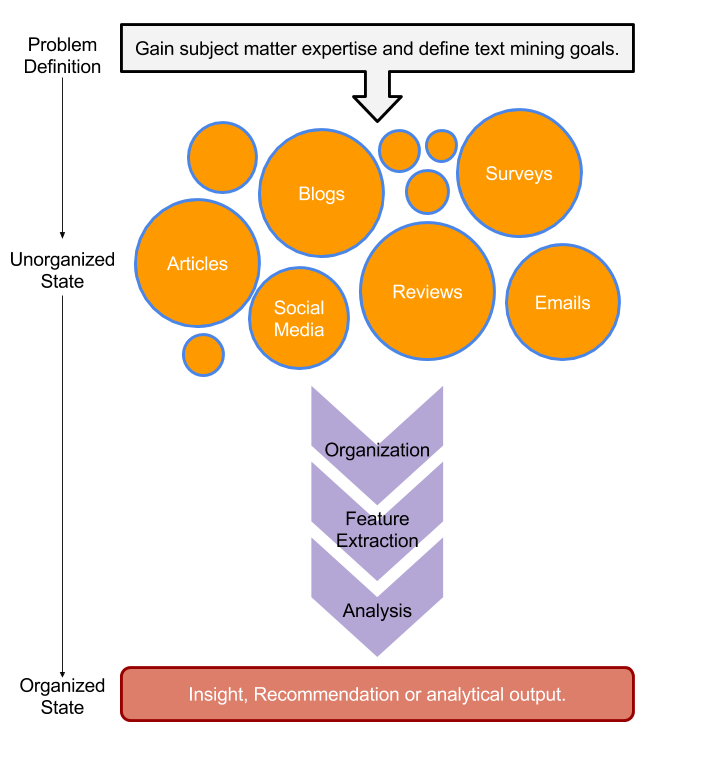 Problem
Definition
Gain subject matter expertise and define text mining goals.
Blogs
Surveys
Unorganized
State
Articles
Reviews
Emails
Social
Media
Organization
Feature
Extraction
Analysis
Organized
State
Insight, Recommendation or analytical output.